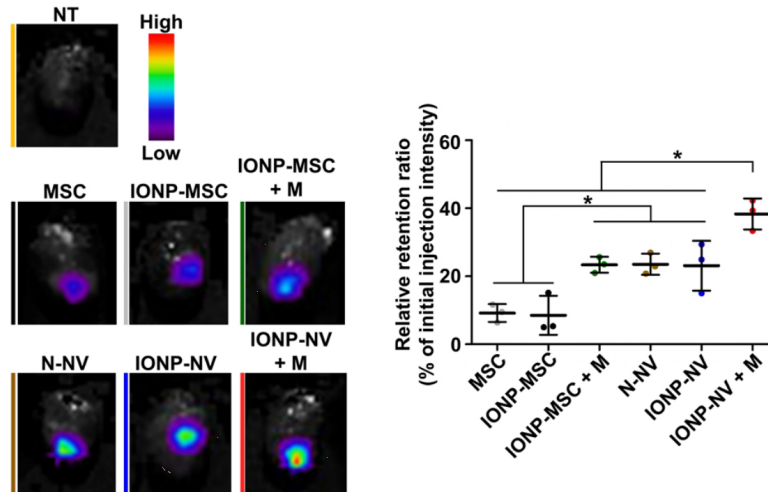 NT
High
Low
MSC
IONP-MSC
IONP-MSC
+ M
N-NV
IONP-NV
IONP-NV
+ M
Relative retention ratio
(% of initial injection intensity)
60
40
20
0
*
*
MSC
IONP-MSC
IONP-MSC + M
N-NV
IONP-NV
IONP-NV + M